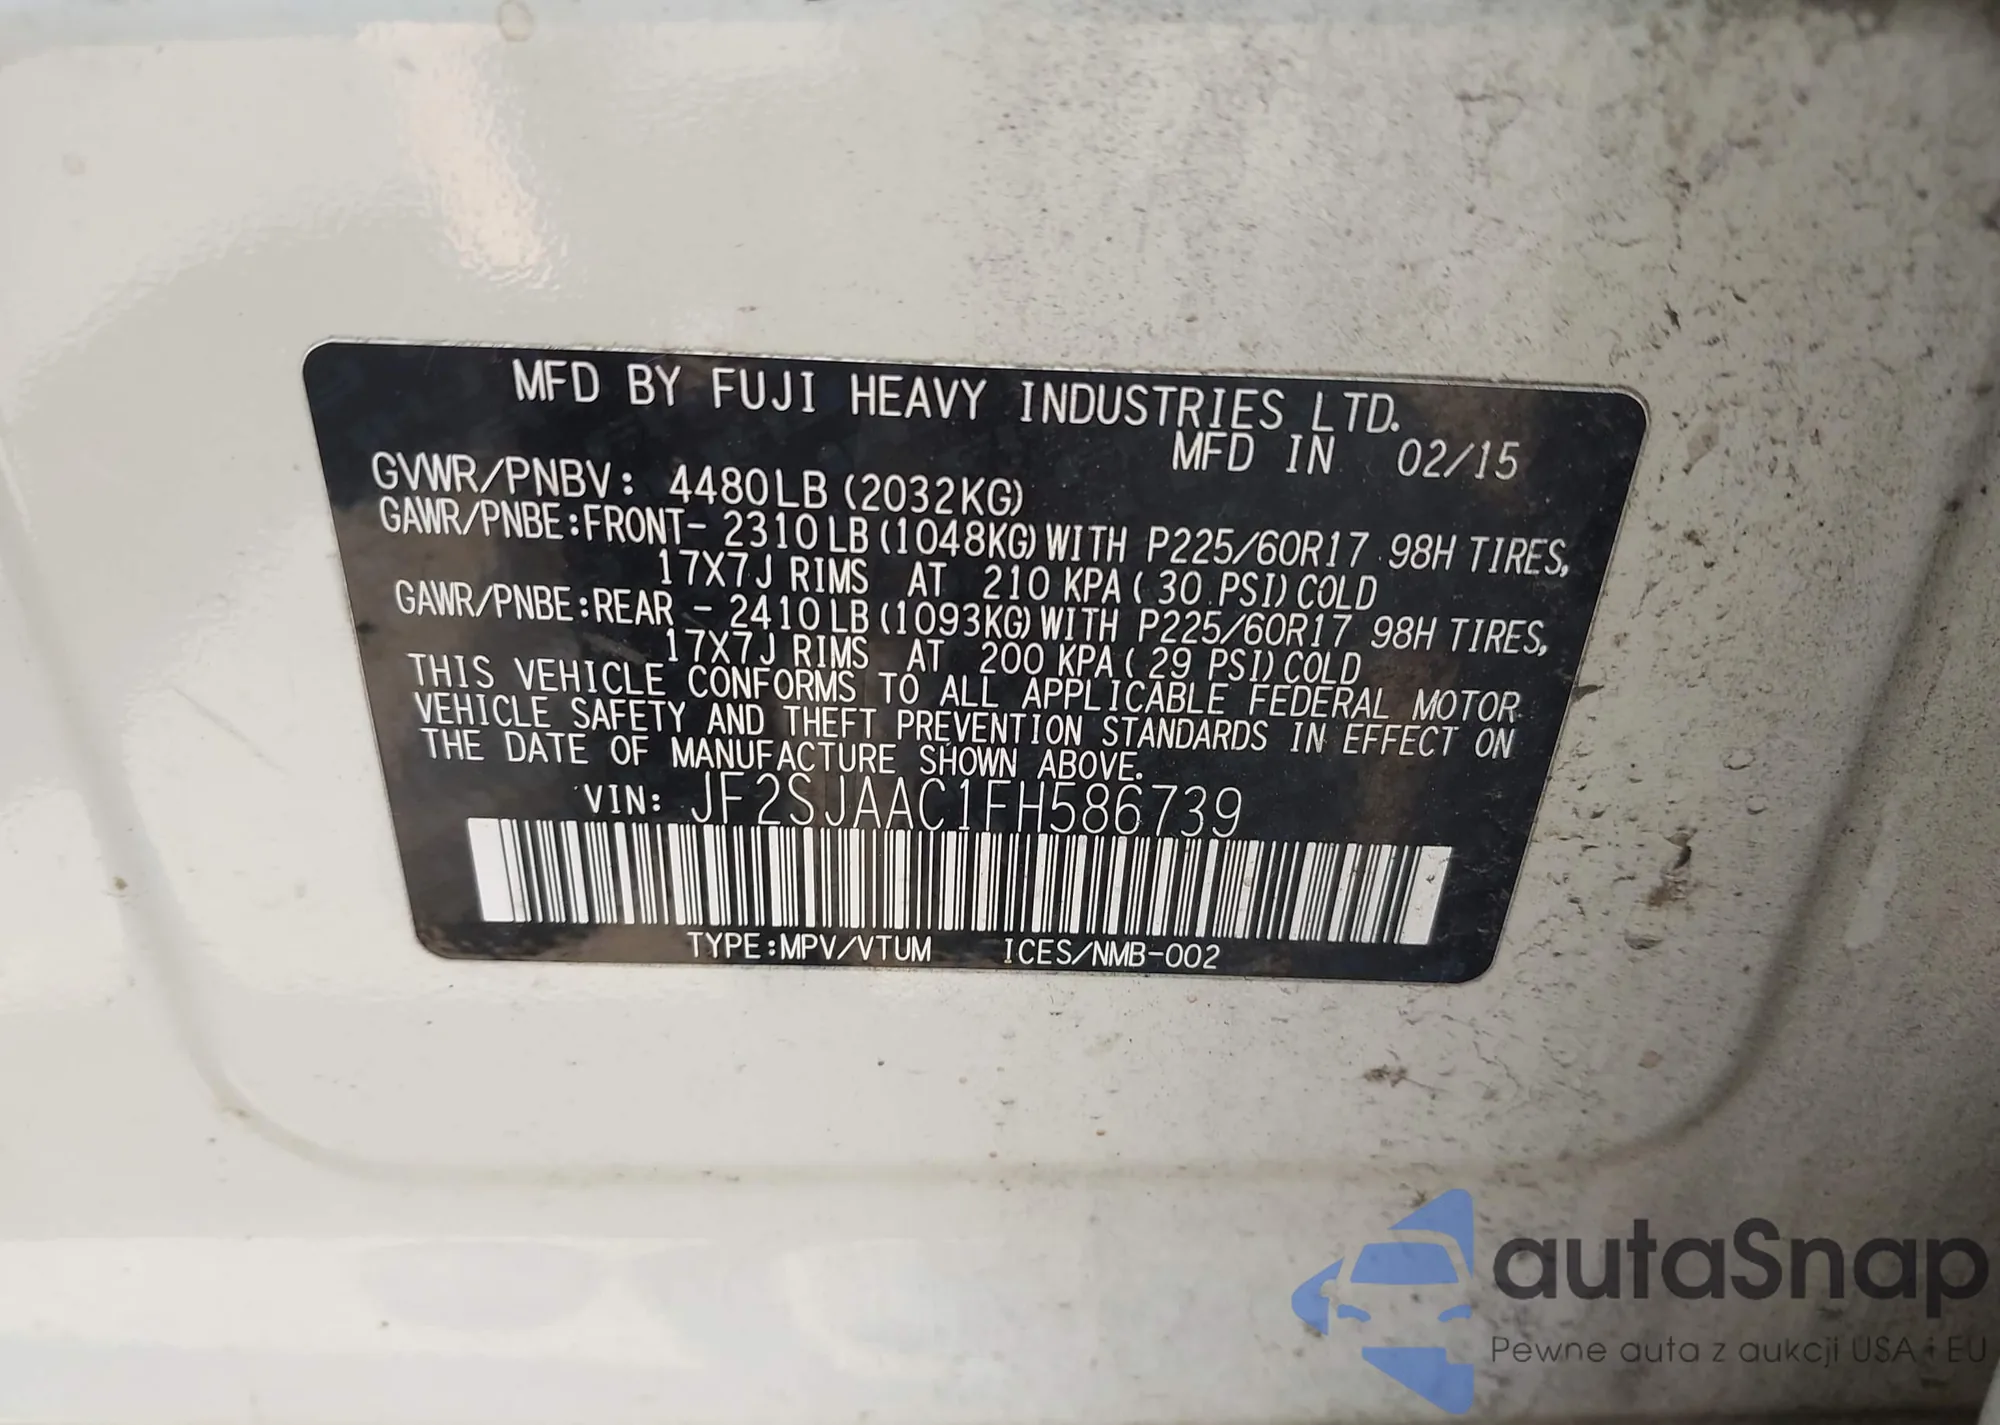 MFD BY FUJI HEAVY INDUSTRIES LTD.
MFD IN 02/15
GVWR/PNBV: 4480LB (2032KG)
GAWR/PNBE:FRONT- 2310LB (1048KG) WITH P225/60R17 98H TIRES,
17X7J RIMS AT 210 KPA ( 30 PSI) COLD
GAWR/PNBE:REAR - 2410LB (1093KG) WITH P225/60R17 98H TIRES,
17X7J RIMS AT 200 KPA ( 29 PSI) COLD
THIS VEHICLE CONFORMS TO ALL APPLICABLE FEDERAL MOTOR
VEHICLE SAFETY AND THEFT PREVENTION STANDARDS IN EFFECT ON
THE DATE OF MANUFACTURE SHOWN ABOVE.
VIN: JF2SJAAC1FH586739
TYPE:MPV/VTUM ICES/NMB-002
autaSnap
Pewne auta z aukcji USA i EU